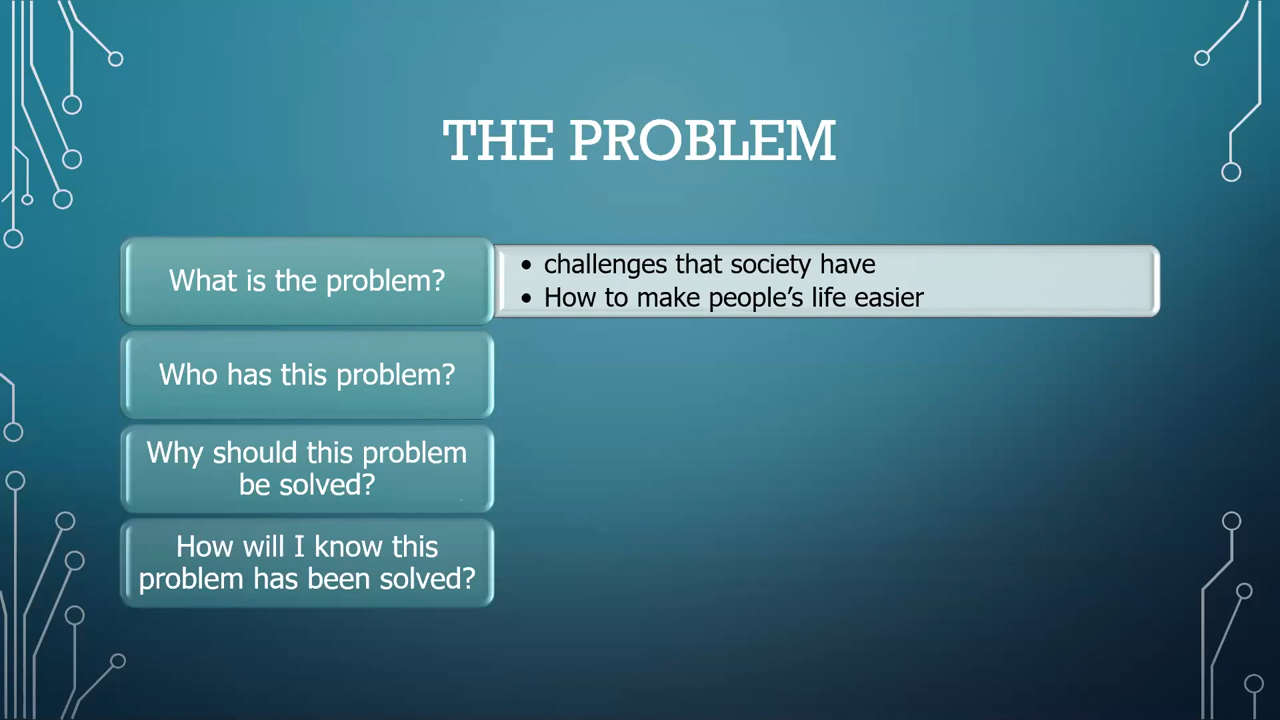 THE PROBLEM
What is the problem?
• challenges that society have
• How to make people’s life easier
Who has this problem?
Why should this problem
be solved?
How will I know this
problem has been solved?